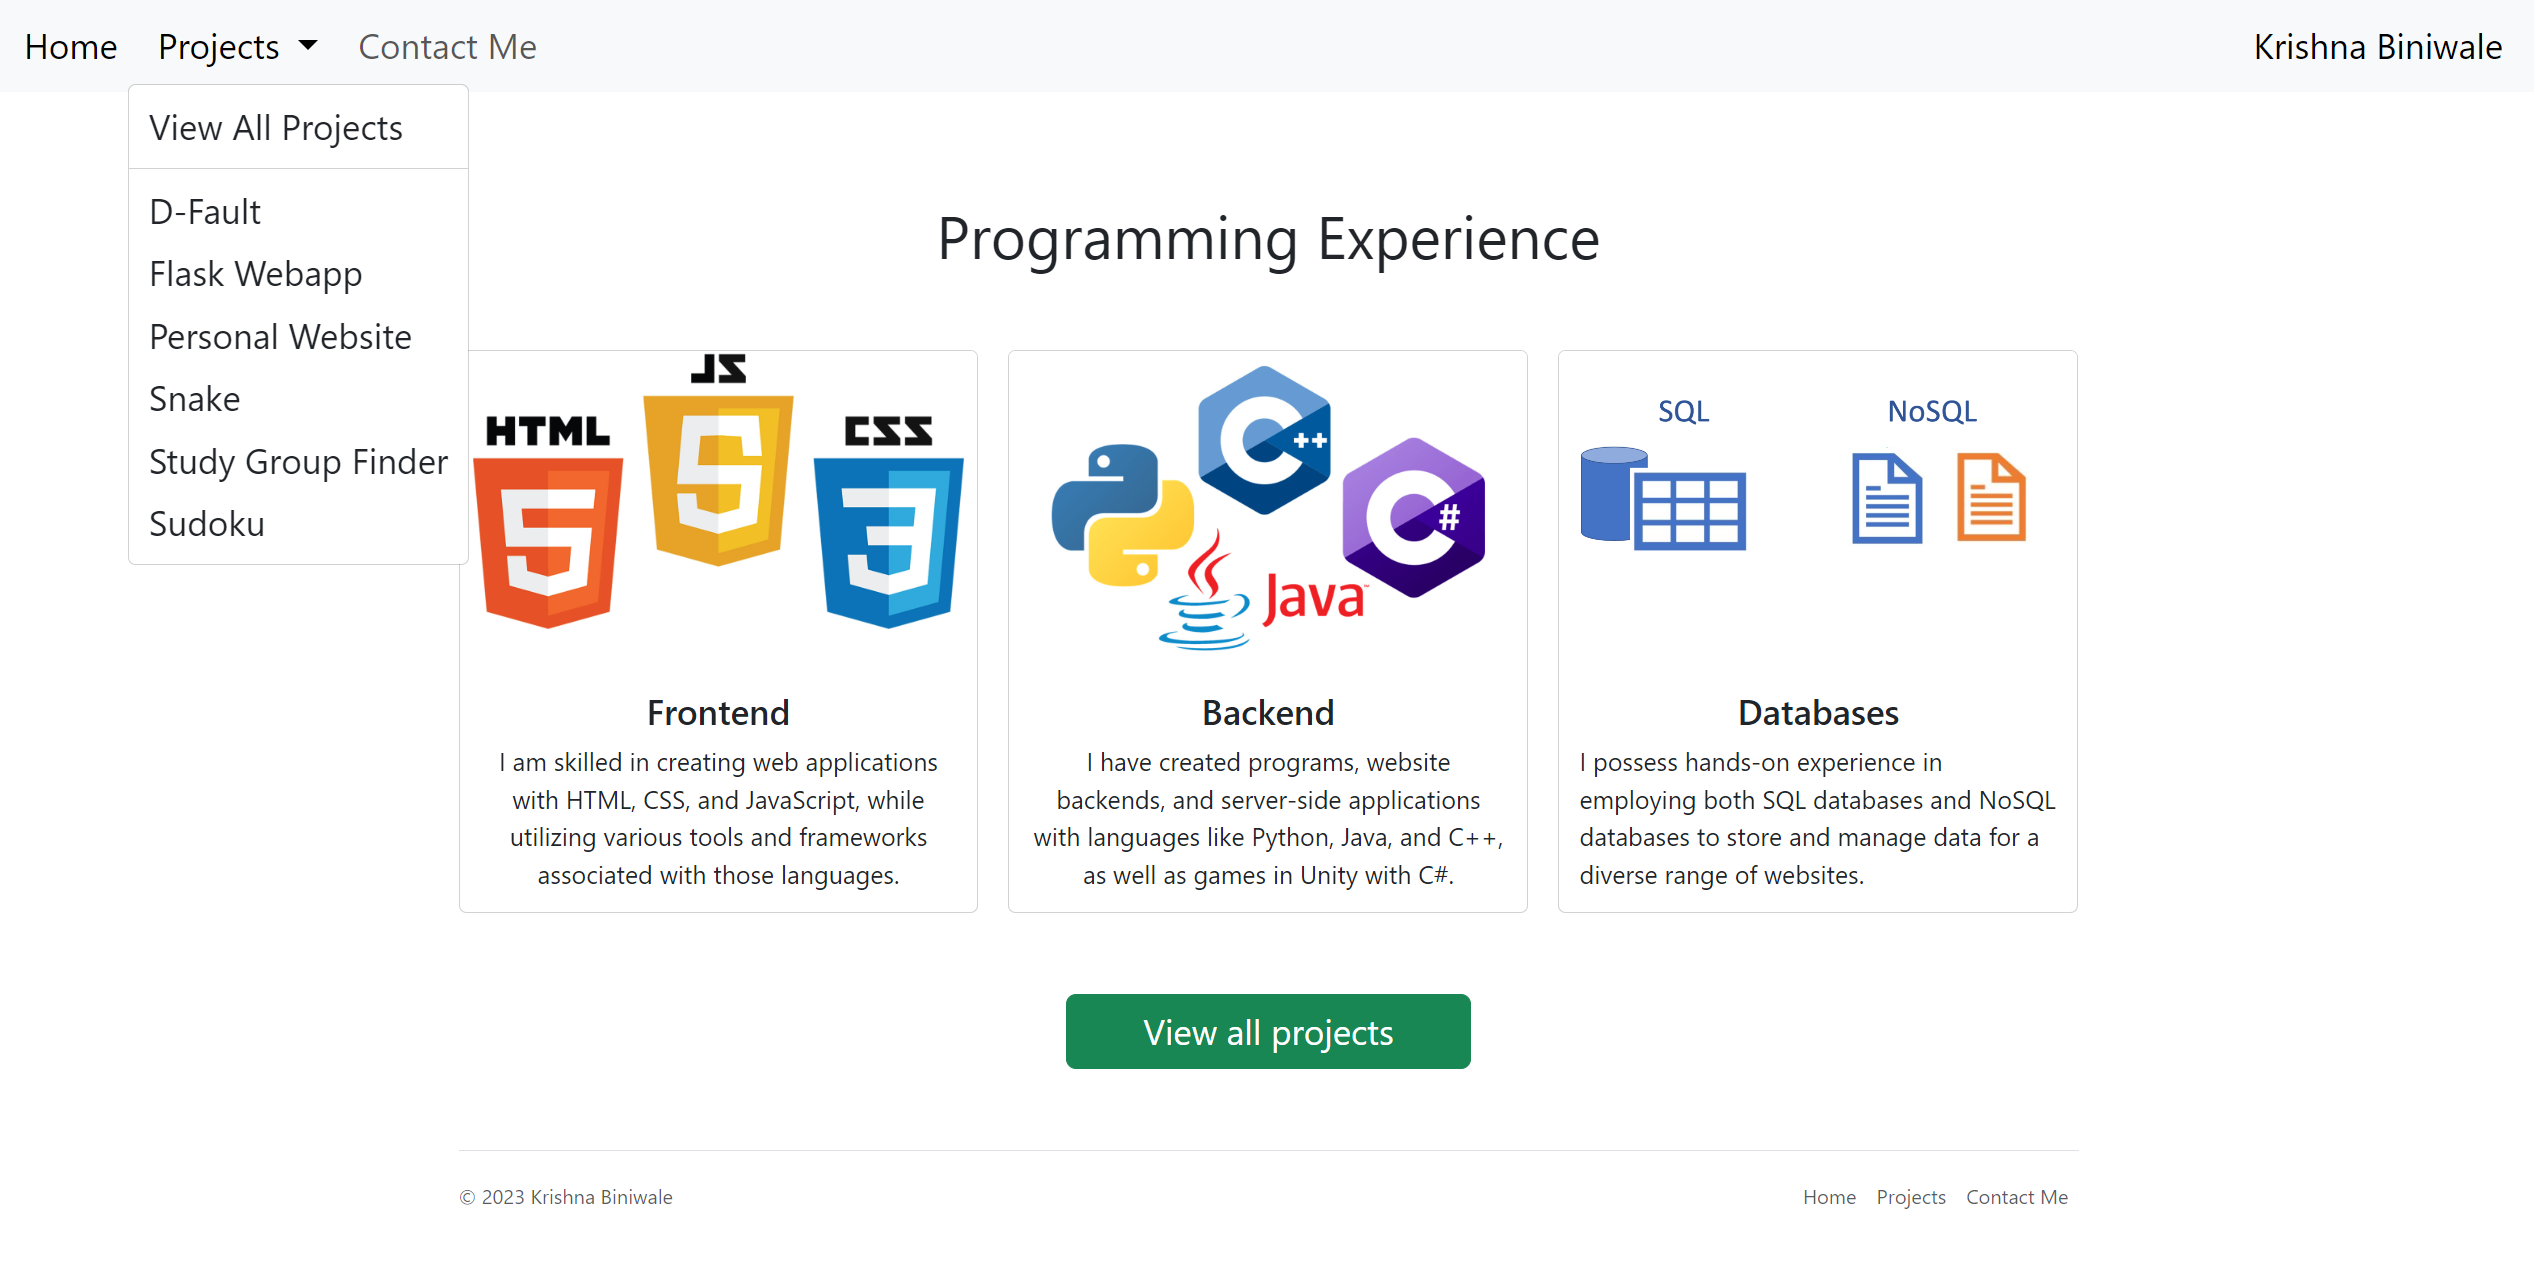 Home Projects Contact Me Krishna Biniwale
View All Projects
D-Fault
Flask Webapp
Personal Website
Snake
Study Group Finder
Sudoku
Programming Experience
HTML JS CSS
5 5 3
C++
C#
Java™
SQL NoSQL
Frontend
I am skilled in creating web applications
with HTML, CSS, and JavaScript, while
utilizing various tools and frameworks
associated with those languages.
Backend
I have created programs, website
backends, and server-side applications
with languages like Python, Java, and C++,
as well as games in Unity with C#.
Databases
I possess hands-on experience in
employing both SQL databases and NoSQL
databases to store and manage data for a
diverse range of websites.
View all projects
© 2023 Krishna Biniwale
Home Projects Contact Me